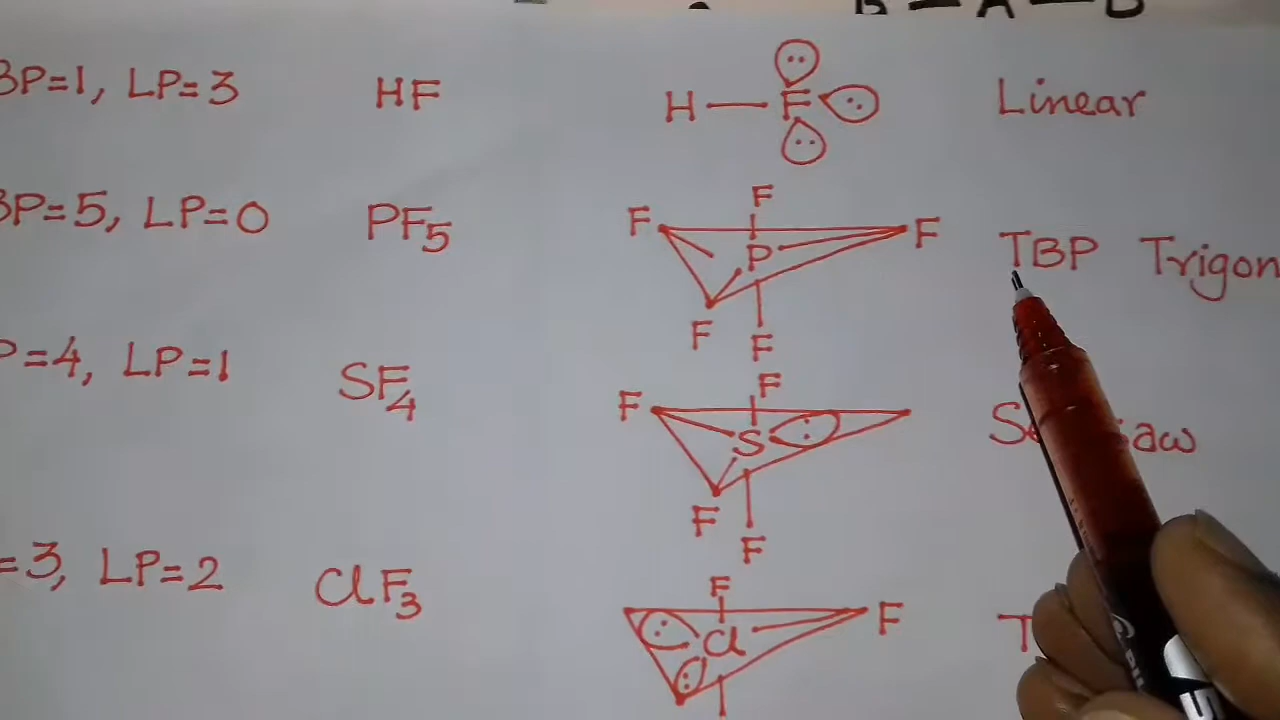 B — A — B
BP=1, LP=3 HF H — F Linear
BP=5, LP=0 PF5 F F F P F F TBP Trigon
P=4, LP=1 SF4 F F S F F
=3, LP=2 ClF3 F F Cl T